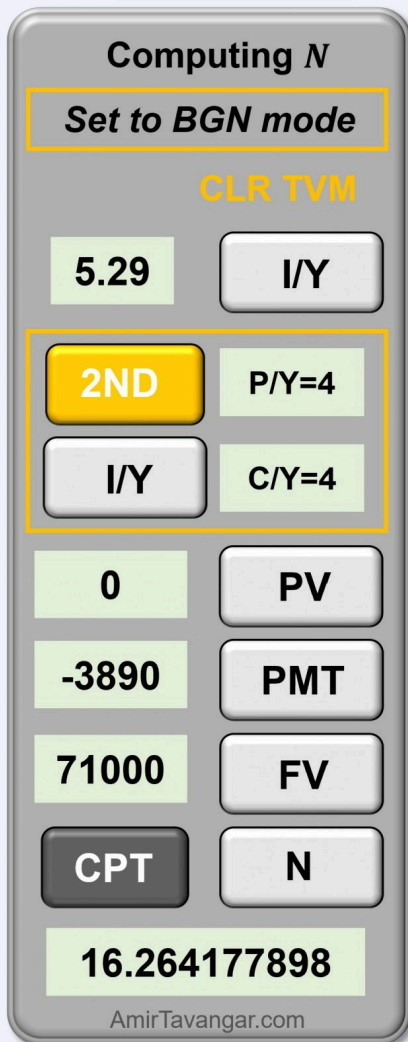 Computing N
Set to BGN mode
CLR TVM
5.29 I/Y
2ND P/Y=4
I/Y C/Y=4
0 PV
-3890 PMT
71000 FV
CPT N
16.264177898
AmirTavangar.com